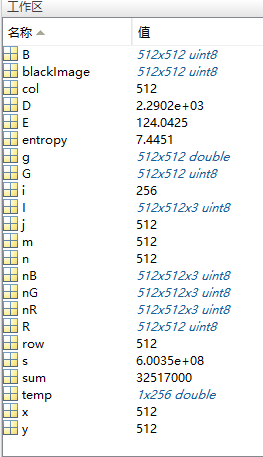 工作区
名称 值
B 512x512 uint8
blackImage 512x512 uint8
col 512
D 2.2902e+03
E 124.0425
entropy 7.4451
g 512x512 double
G 512x512 uint8
i 256
I 512x512x3 uint8
j 512
m 512
n 512
nB 512x512x3 uint8
nG 512x512x3 uint8
nR 512x512x3 uint8
R 512x512 uint8
row 512
s 6.0035e+08
sum 32517000
temp 1x256 double
x 512
y 512